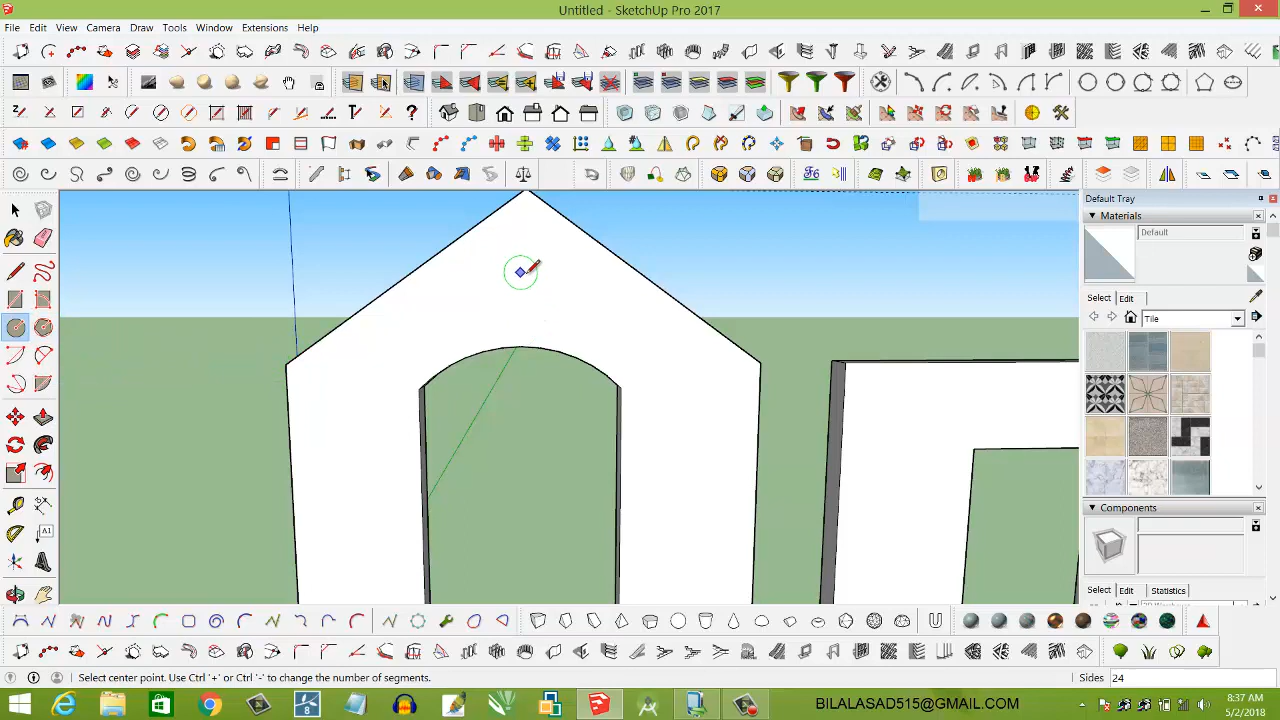 Untitled - SketchUp Pro 2017
File Edit View Camera Draw Tools Window Extensions Help
Default Tray
Materials
Default
Select Edit
Tile
Components
Select Edit Statistics
Select center point. Use Ctrl '+' or Ctrl '-' to change the number of segments.
Sides 24
BILALASAD515@GMAIL.COM
8:37 AM
5/2/2018